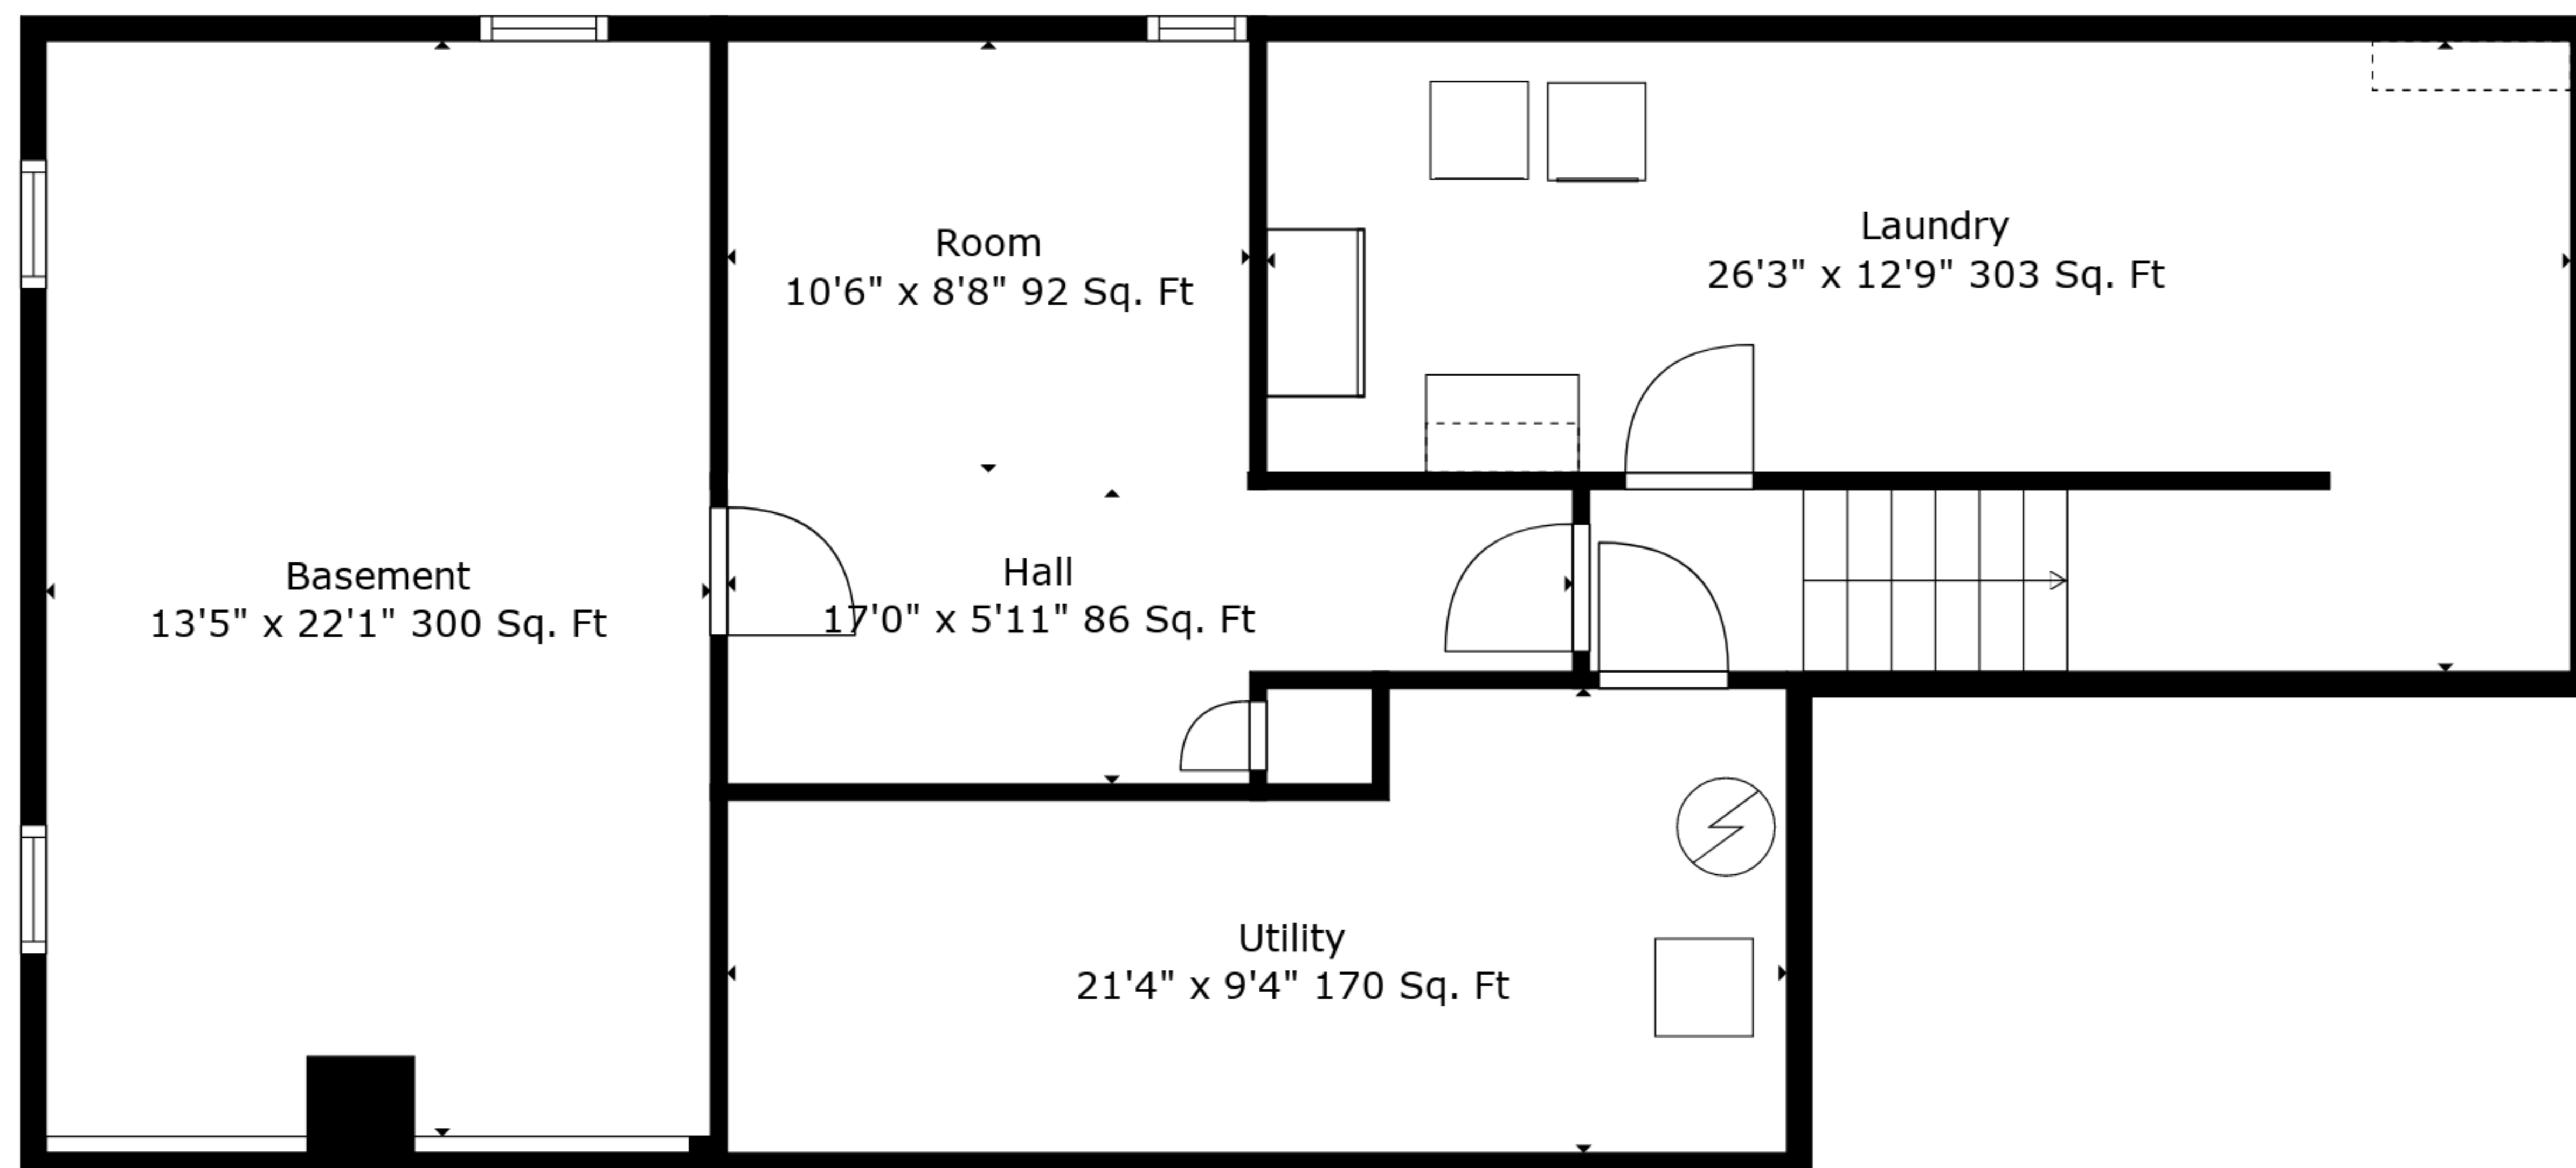 Room
10'6" x 8'8" 92 Sq. Ft
Laundry
26'3" x 12'9" 303 Sq. Ft
Basement
13'5" x 22'1" 300 Sq. Ft
Hall
17'0" x 5'11" 86 Sq. Ft
Utility
21'4" x 9'4" 170 Sq. Ft